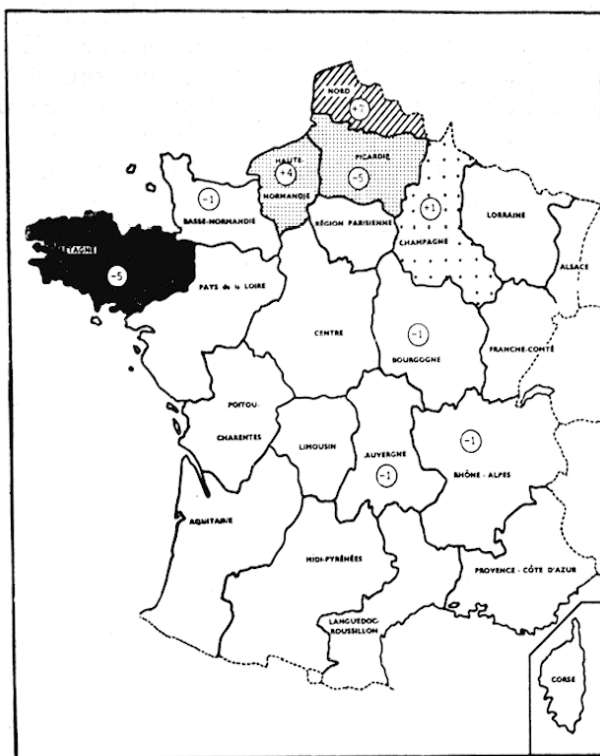 NORD
HAUTE
+4
NORMANDIE
PICARDIE
-5
-1
BASSE-NORMANDIE
RÉGION PARISIENNE
+1
CHAMPAGNE
LORRAINE
ALSACE
-5
PAYS de la LOIRE
CENTRE
-1
BOURGOGNE
FRANCHE-COMTÉ
POITOU-
CHARENTES
LIMOUSIN
AUVERGNE
-1
-1
RHÔNE - ALPES
AQUITAINE
MIDI-PYRÉNÉES
PROVENCE - CÔTE D'AZUR
LANGUEDOC-
ROUSSILLON
CORSE